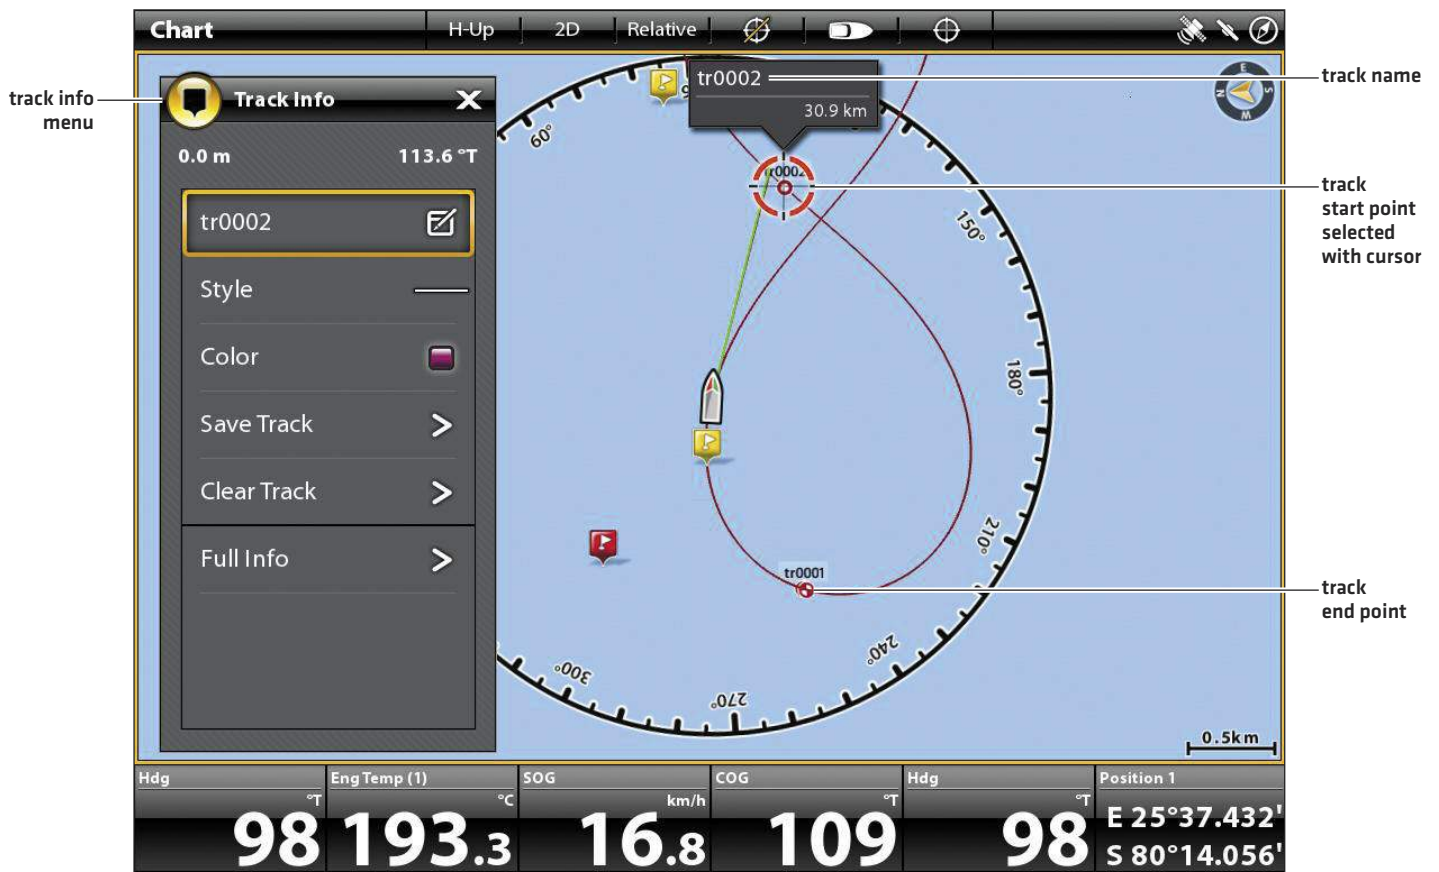 Chart
H-Up
2D
Relative
track info
menu
Track Info
0.0 m
113.6 °T
tr0002
Style
Color
Save Track
Clear Track
Full Info
tr0002
30.9 km
tr0002
track name
track
start point
selected
with cursor
E
S
W
N
60°
9
150°
180°
210°
240°
270°
300°
tr0001
track
end point
0.5km
Hdg
°T
98
Eng Temp (1)
°C
193.3
SOG
km/h
16.8
COG
°T
109
Hdg
°T
98
Position 1
E 25°37.432'
S 80°14.056'